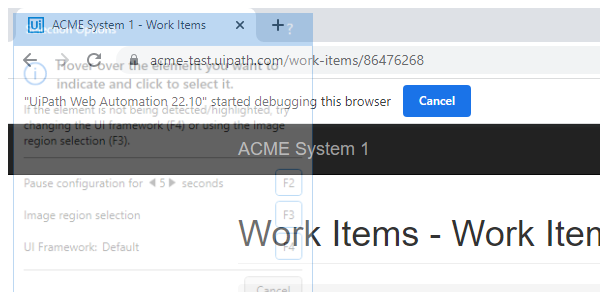 Selection Options
?
ACME System 1 - Work Items
acme-test.uipath.com/work-items/86476268
Hover over the element you want to
indicate and click to select it.
"UiPath Web Automation 22.10" started debugging this browser
Cancel
If the element is not being detected/highlighted, try
changing the UI framework (F4) or using the Image
region selection (F3).
ACME System 1
Pause configuration for 5 seconds
F2
Image region selection
F3
Work Items - Work Iten
UI Framework: Default
F4
Cancel